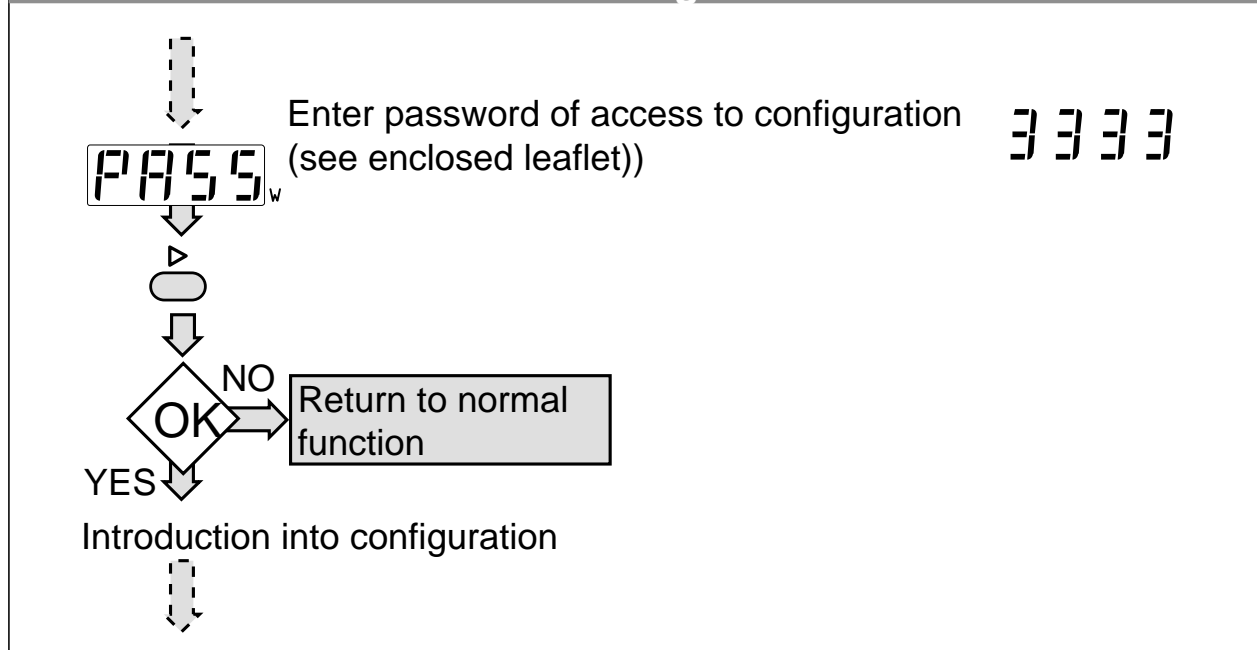 Enter password of access to configuration
(see enclosed leaflet))
3333
PASS
w
NO
OK
Return to normal
function
YES
Introduction into configuration